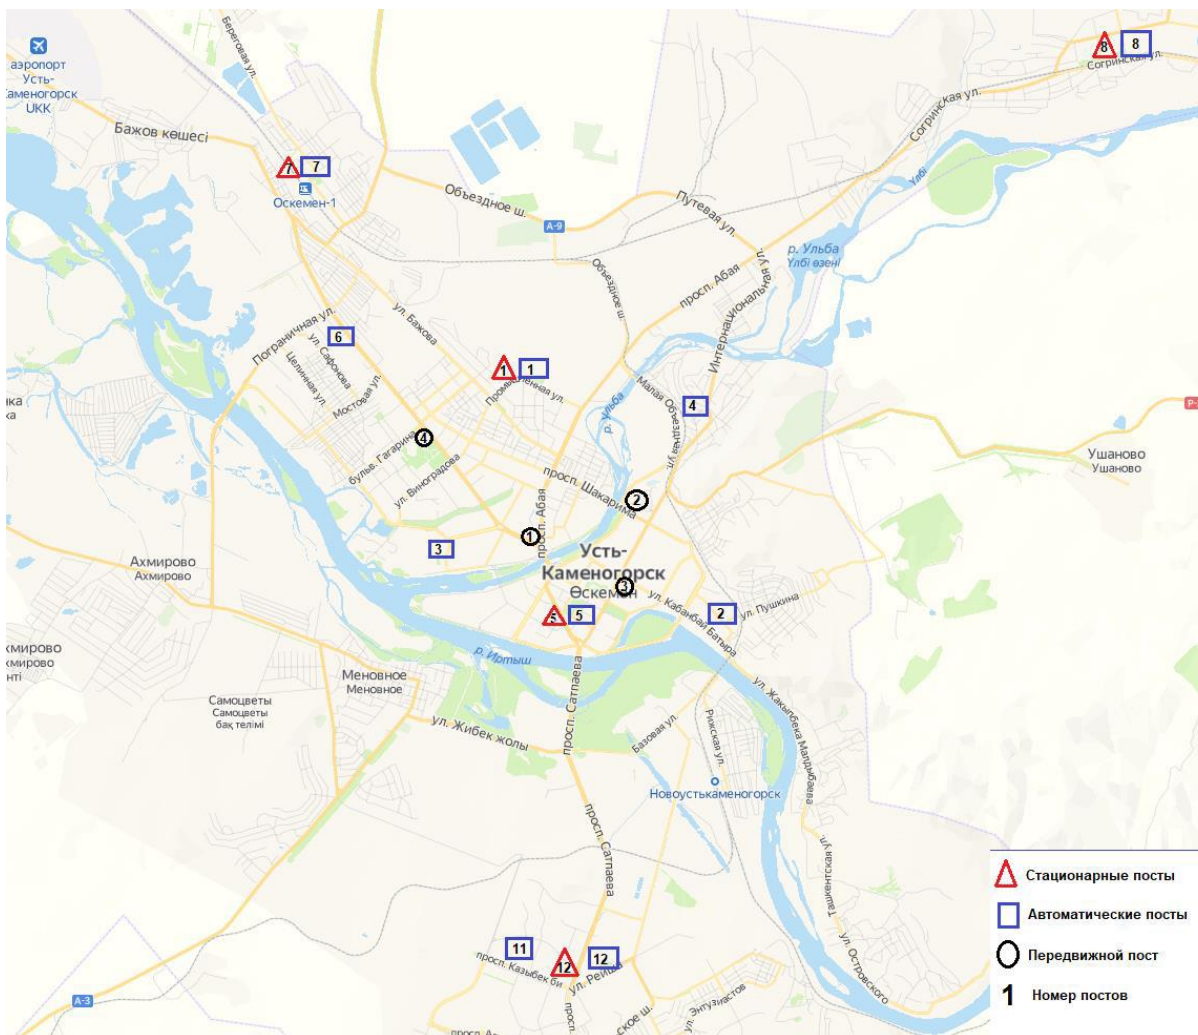 8
8
Согринская ул.
аэропорт
Усть-
Каменогорск
UKK
Береговая ул.
Бажов көшесі
7
7
Оскемен-1
Объездное ш.
А-9
Путевая ул.
Согринская ул.
Үлбі
р. Ульба
Үлбі өзені
просп. Абая
Интернациональная ул.
Объездное ш.
Пограничная ул.
6
ул. Сафонова
Целинная ул.
Мостовая ул.
ул. Бажова
1
1
Промышленная ул.
р. Ульба
Малая Объездная ул.
4
4
бульв. Гагарина
ул. Виноградова
просп. Шакарима
2
Ушаново
Ушаново
просп. Абая
1
3
Усть-
Каменогорск
Өскемен
3
Ахмирово
Ахмирово
5
5
ул. Кабанбай Батыра
2
ул. Пушкина
р. Иртыш
Меновное
Меновное
Самоцветы
Самоцветы
бақ телімі
ул. Жибек жолы
просп. Сатпаева
Базовая ул.
Рижская ул.
ул. Жакыпбека Малдыбаева
Новоустькаменогорск
просп. Сатпаева
Ташкентская ул.
ул. Островского
11
12
12
просп. Казыбек би
ул. Рейша
ул. Энтузиастов
А-3
Стационарные посты
Автоматические посты
Передвижной пост
1 Номер постов